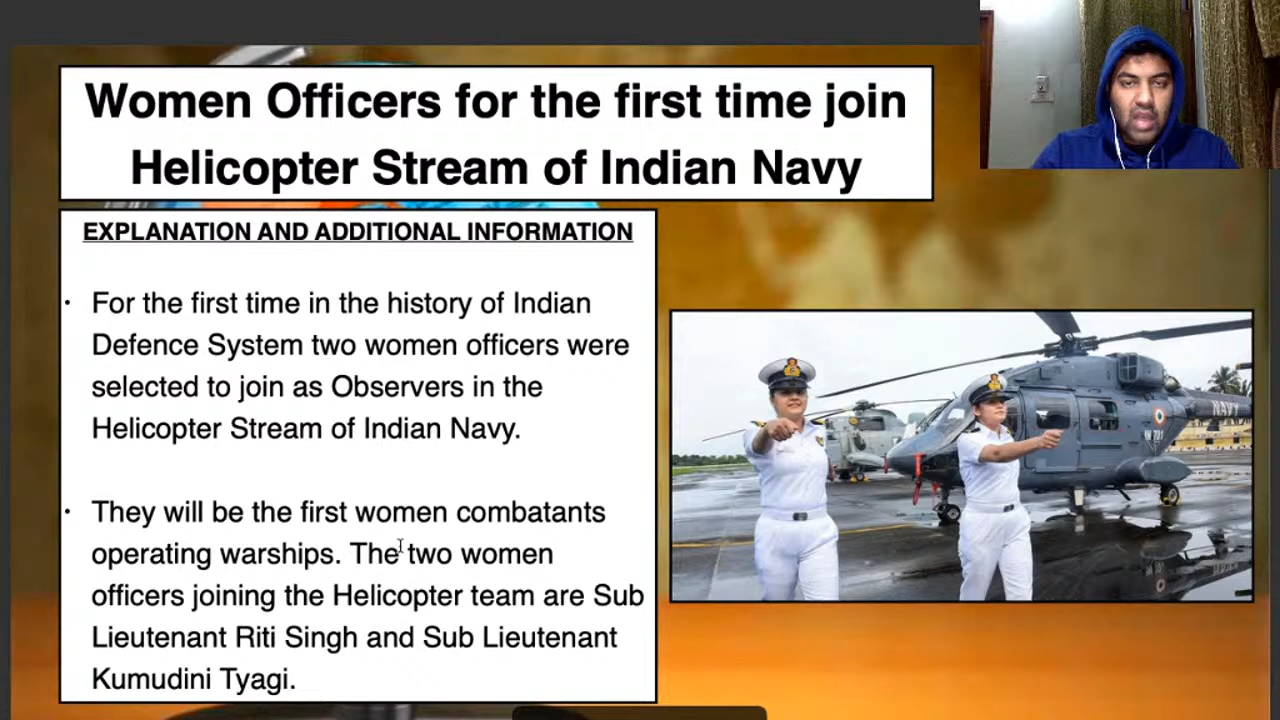 Women Officers for the first time join
Helicopter Stream of Indian Navy
EXPLANATION AND ADDITIONAL INFORMATION
• For the first time in the history of Indian
Defence System two women officers were
selected to join as Observers in the
Helicopter Stream of Indian Navy.
• They will be the first women combatants
operating warships. The two women
officers joining the Helicopter team are Sub
Lieutenant Riti Singh and Sub Lieutenant
Kumudini Tyagi.
NAVY